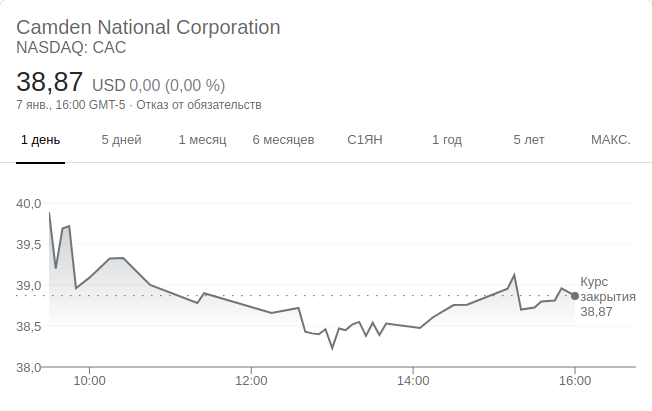 Camden National Corporation
NASDAQ: CAC
38,87 USD 0,00 (0,00 %)
7 янв., 16:00 GMT-5 · Отказ от обязательств
1 день 5 дней 1 месяц 6 месяцев С1ЯН 1 год 5 лет МАКС.
40,0
39,5
39,0
38,5
38,0
Курс
закрытия
38,87
10:00 12:00 14:00 16:00